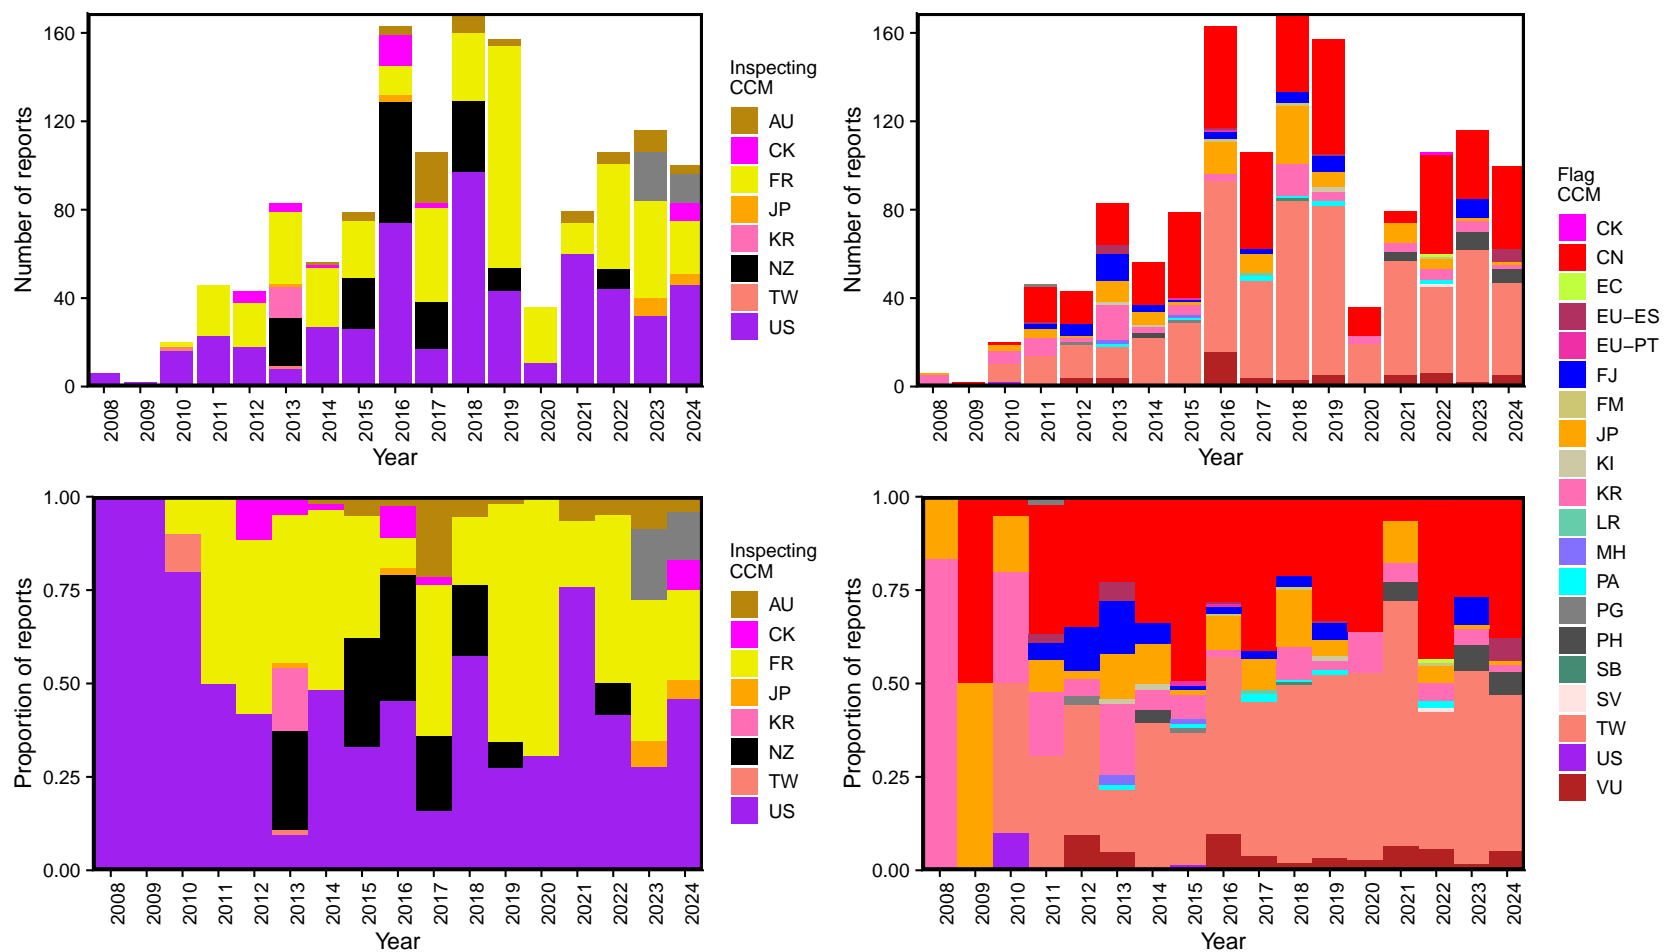 Number of reports
160
120
80
40
0
2008
2009
2010
2011
2012
2013
2014
2015
2016
2017
2018
2019
2020
2021
2022
2023
2024
Year
Inspecting
CCM
AU
CK
FR
JP
KR
NZ
TW
US
Number of reports
160
120
80
40
0
2008
2009
2010
2011
2012
2013
2014
2015
2016
2017
2018
2019
2020
2021
2022
2023
2024
Year
Proportion of reports
1.00
0.75
0.50
0.25
0.00
2008
2009
2010
2011
2012
2013
2014
2015
2016
2017
2018
2019
2020
2021
2022
2023
2024
Year
Inspecting
CCM
AU
CK
FR
JP
KR
NZ
TW
US
Proportion of reports
1.00
0.75
0.50
0.25
0.00
2008
2009
2010
2011
2012
2013
2014
2015
2016
2017
2018
2019
2020
2021
2022
2023
2024
Year
Flag
CCM
CK
CN
EC
EU−ES
EU−PT
FJ
FM
JP
KI
KR
LR
MH
PA
PG
PH
SB
SV
TW
US
VU